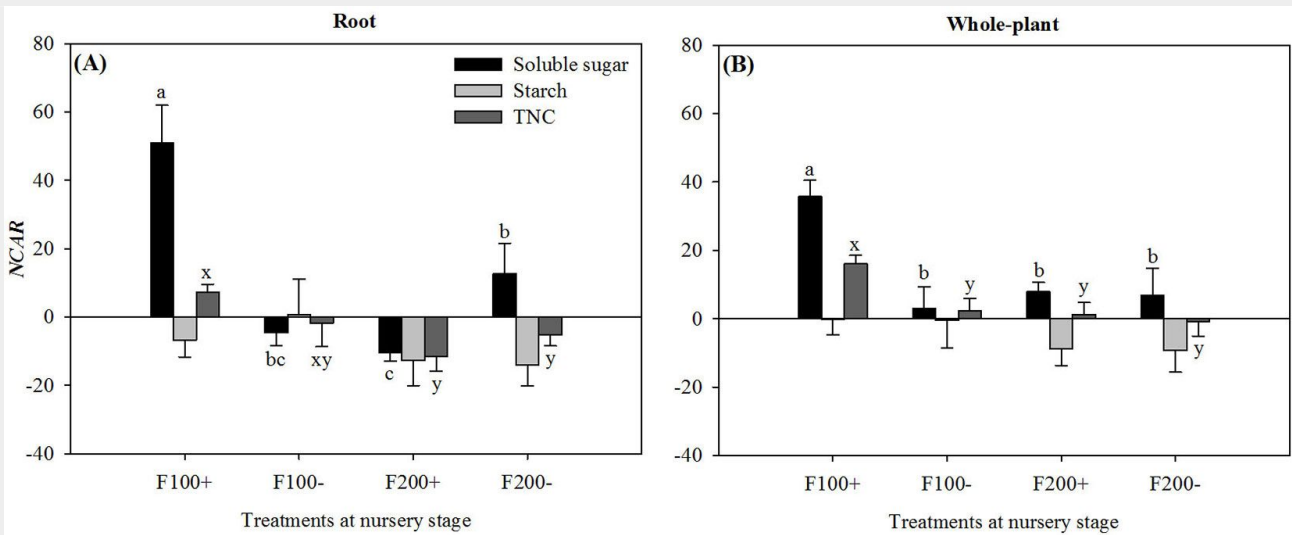 Root
Whole-plant
(A)
Soluble sugar
Starch
TNC
NCAR
80
60
40
20
0
-20
-40
a
x
bc
xy
c
y
b
y
F100+
F100-
F200+
F200-
Treatments at nursery stage
(B)
80
60
40
20
0
-20
-40
a
x
b
y
b
y
b
y
F100+
F100-
F200+
F200-
Treatments at nursery stage